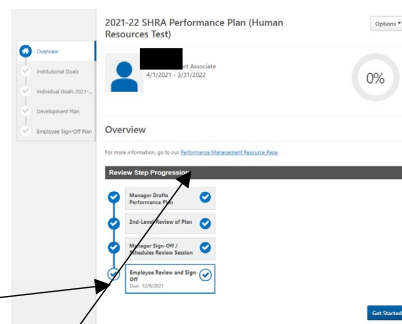 2021-22 SHRA Performance Plan (Human
Resources Test)
Options
Associate
4/1/2021 - 3/31/2022
0%
Overview
Institutional Goals
Individual Goals 2021-...
Development Plan
Employee Sign-Off Plan
Overview
For more information, go to our Performance Management Resource Page
Review Step Progression
Manager Drafts
Performance Plan
2nd-Level Review of Plan
Manager Sign-Off /
Schedules Review Session
Employee Review and Sign
Off
Due: 12/9/2021
Get Started